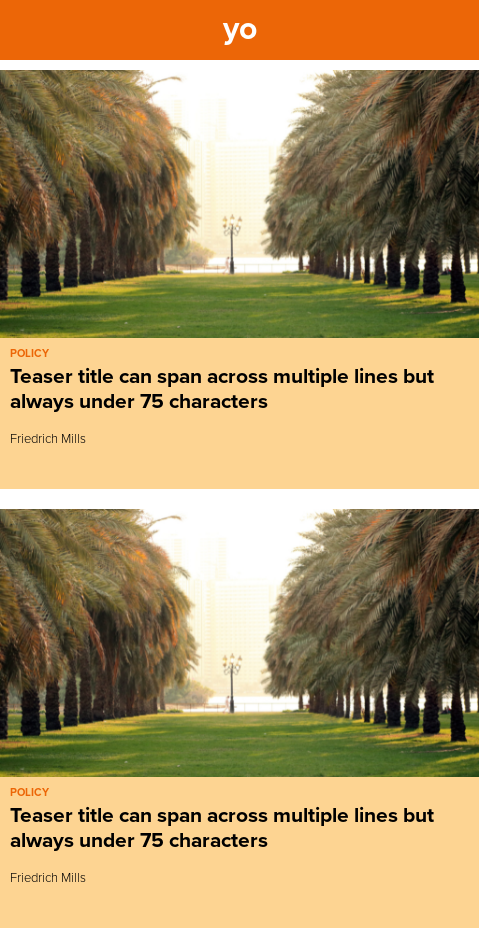 yo
POLICY
Teaser title can span across multiple lines but
always under 75 characters
Friedrich Mills
POLICY
Teaser title can span across multiple lines but
always under 75 characters
Friedrich Mills